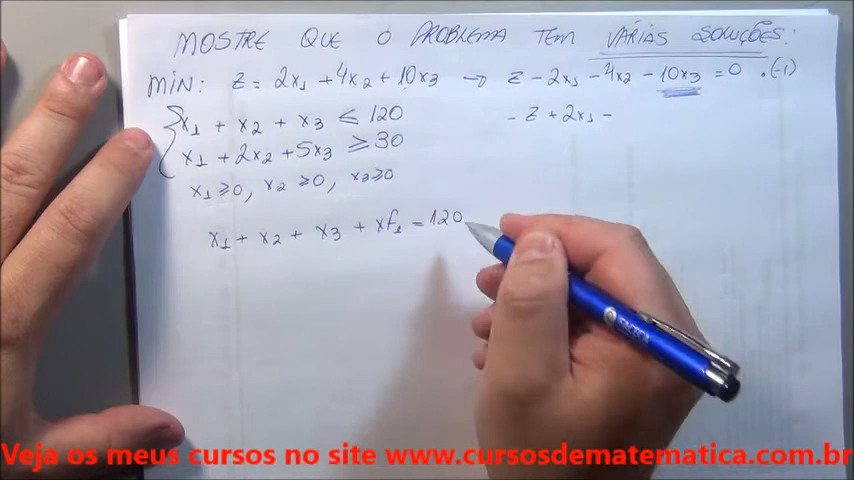 MOSTRE QUE O PROBLEMA TEM VÁRIAS SOLUÇÕES:
MIN: Z = 2x₁ + 4x₂ + 10x₃ → Z - 2x₁ - 4x₂ - 10x₃ = 0 .(-1)
{ x₁ + x₂ + x₃ ≤ 120 - Z + 2x₁ -
x₁ + 2x₂ + 5x₃ ≥ 30
x₁ ≥ 0, x₂ ≥ 0, x₃ ≥ 0
x₁ + x₂ + x₃ + xf₁ = 120
Veja os meus cursos no site www.cursosdematematica.com.br